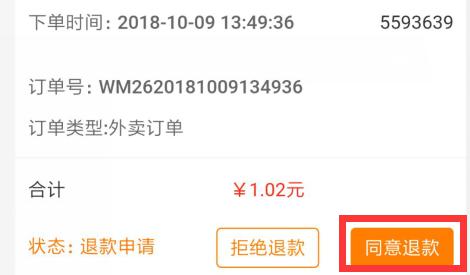 下单时间: 2018-10-09 13:49:36 5593639
订单号: WM2620181009134936
订单类型:外卖订单
合计 ￥1.02元
状态: 退款申请 拒绝退款 同意退款